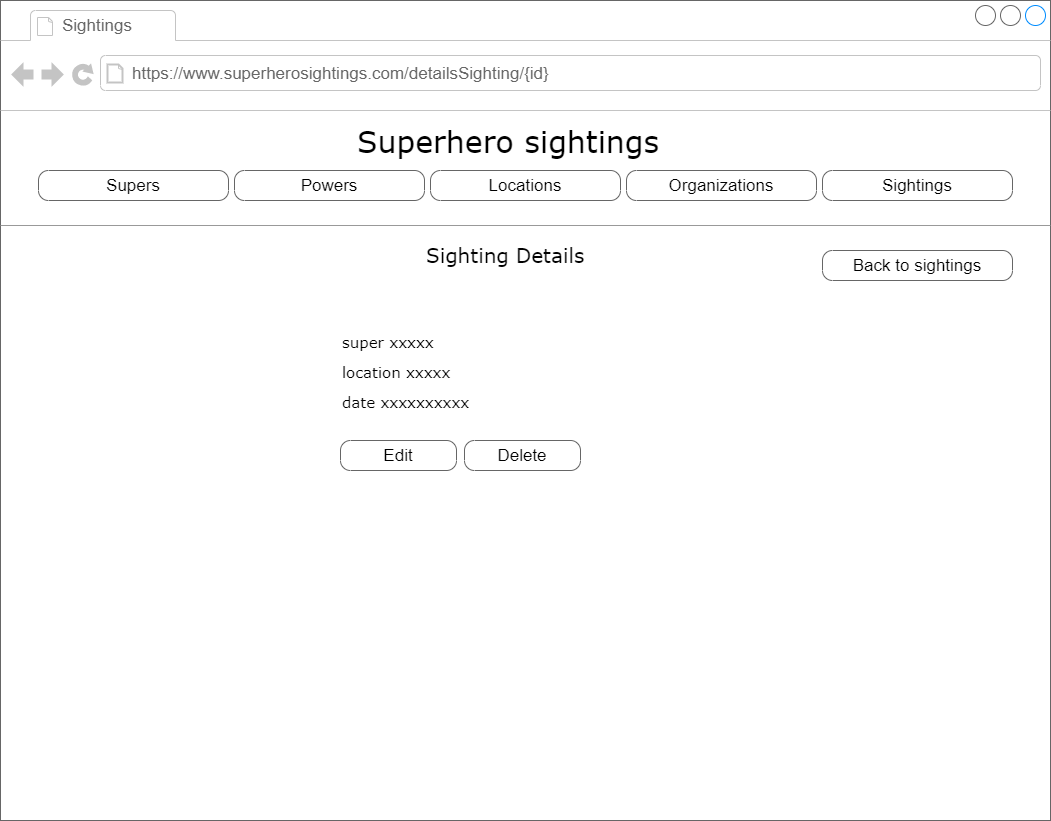 Sightings
https://www.superherosightings.com/detailsSighting/{id}
Superhero sightings
Supers Powers Locations Organizations Sightings
Sighting Details
Back to sightings
super xxxxx
location xxxxx
date xxxxxxxxxx
Edit Delete